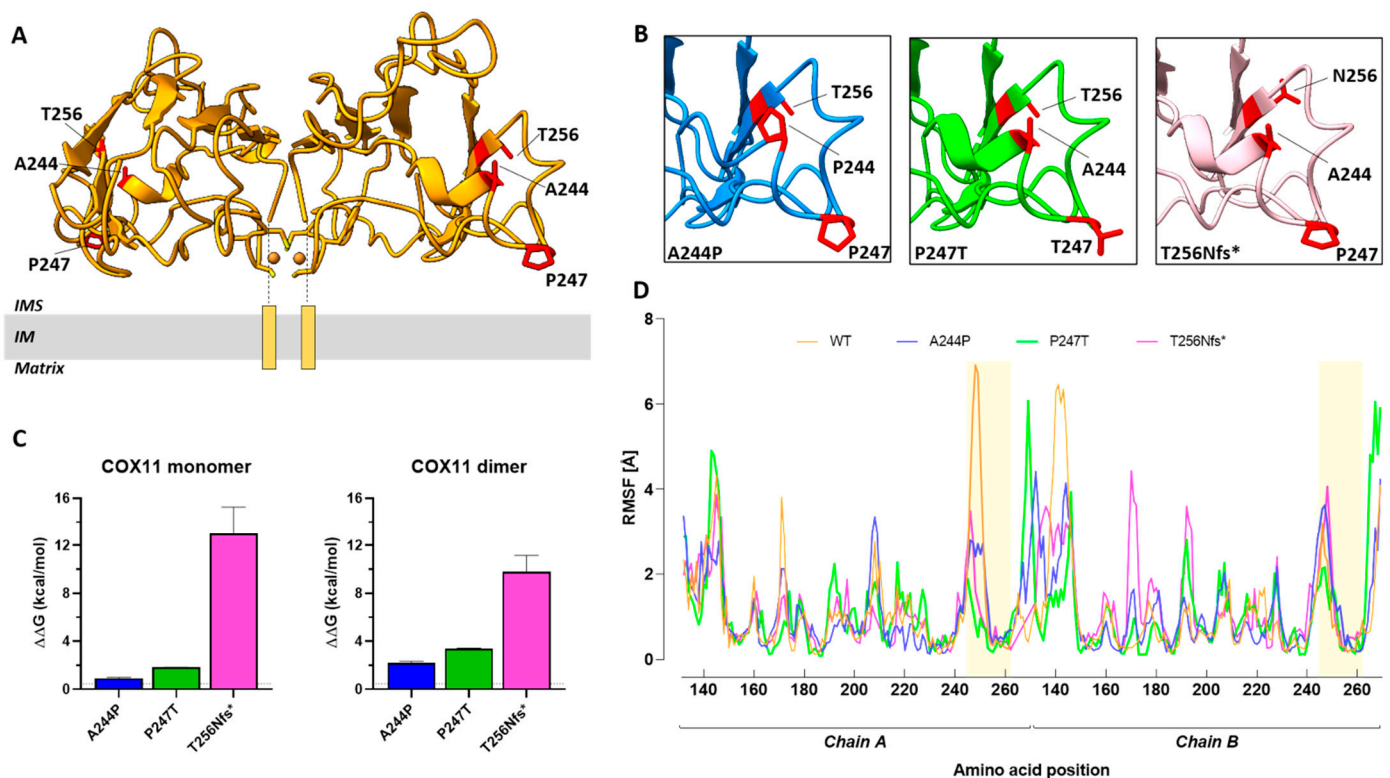 A
T256
A244
P247
T256
A244
P247
IMS
IM
Matrix
B
T256
P244
A244P
P247
T256
A244
P247T
T247
N256
A244
T256Nfs*
P247
C
COX11 monomer
ΔΔG (kcal/mol)
16
12
8
4
0
A244P
P247T
T256Nfs*
COX11 dimer
ΔΔG (kcal/mol)
16
12
8
4
0
A244P
P247T
T256Nfs*
D
WT A244P P247T T256Nfs*
RMSF [Å]
8
6
4
2
0
140 160 180 200 220 240 260 140 160 180 200 220 240 260
Chain A Chain B
Amino acid position